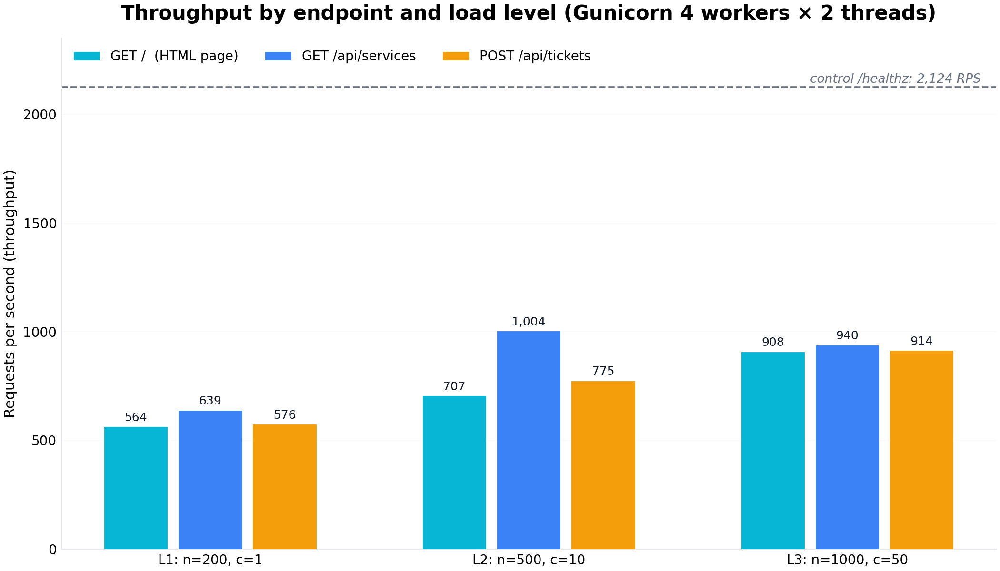 Throughput by endpoint and load level (Gunicorn 4 workers × 2 threads)
GET /  (HTML page)
GET /api/services
POST /api/tickets
control /healthz: 2,124 RPS
Requests per second (throughput)
2000
1500
1000
500
0
564
639
576
707
1,004
775
908
940
914
L1: n=200, c=1
L2: n=500, c=10
L3: n=1000, c=50